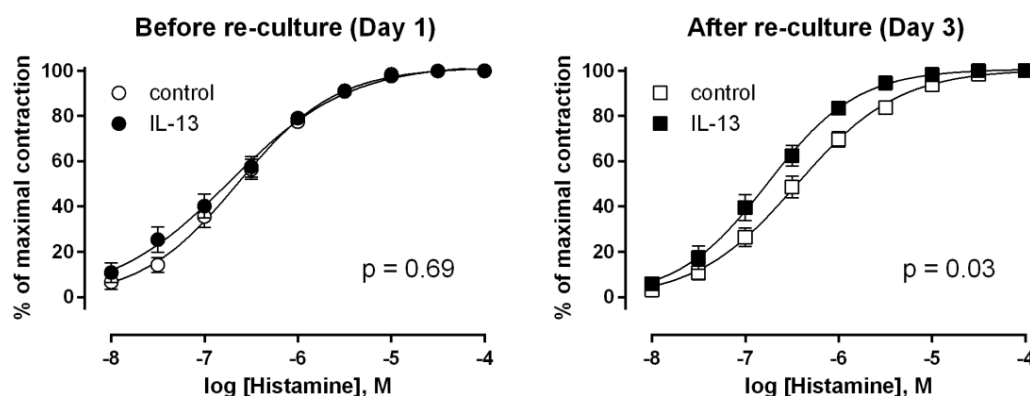 Before re-culture (Day 1)
% of maximal contraction
100
80
60
40
20
0
control
IL-13
p = 0.69
-8 -7 -6 -5 -4
log [Histamine], M
After re-culture (Day 3)
% of maximal contraction
100
80
60
40
20
0
control
IL-13
p = 0.03
-8 -7 -6 -5 -4
log [Histamine], M